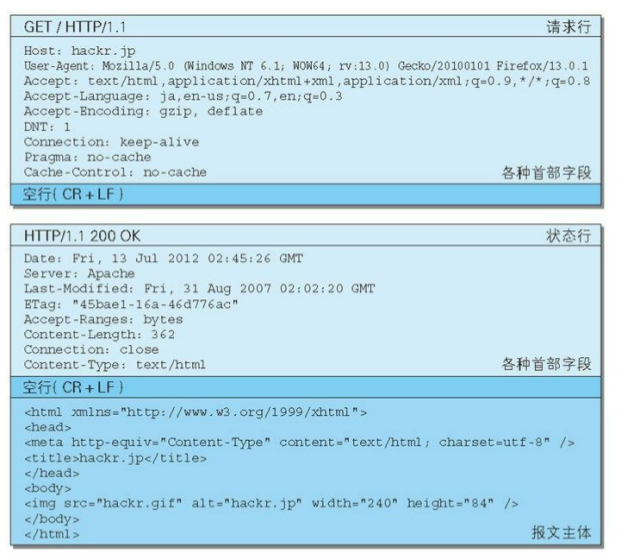 GET / HTTP/1.1 请求行
Host: hackr.jp
User-Agent: Mozilla/5.0 (Windows NT 6.1; WOW64; rv:13.0) Gecko/20100101 Firefox/13.0.1
Accept: text/html,application/xhtml+xml,application/xml;q=0.9,*/*;q=0.8
Accept-Language: ja,en-us;q=0.7,en;q=0.3
Accept-Encoding: gzip, deflate
DNT: 1
Connection: keep-alive
Pragma: no-cache
Cache-Control: no-cache 各种首部字段
空行( CR + LF )
HTTP/1.1 200 OK 状态行
Date: Fri, 13 Jul 2012 02:45:26 GMT
Server: Apache
Last-Modified: Fri, 31 Aug 2007 02:02:20 GMT
ETag: "45bae1-16a-46d776ac"
Accept-Ranges: bytes
Content-Length: 362
Connection: close
Content-Type: text/html 各种首部字段
空行( CR + LF )
<html xmlns="http://www.w3.org/1999/xhtml">
<head>
<meta http-equiv="Content-Type" content="text/html; charset=utf-8" />
<title>hackr.jp</title>
</head>
<body>
<img src="hackr.gif" alt="hackr.jp" width="240" height="84" />
</body>
</html> 报文主体